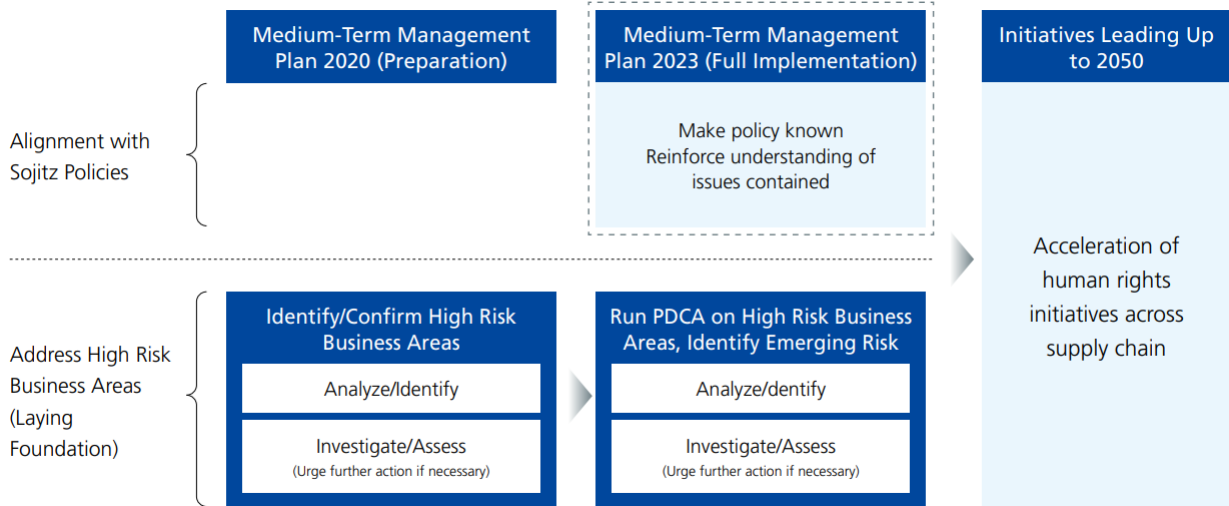 Medium-Term Management
Plan 2020 (Preparation)
Medium-Term Management
Plan 2023 (Full Implementation)
Initiatives Leading Up
to 2050
Alignment with
Sojitz Policies
Make policy known
Reinforce understanding of
issues contained
Acceleration of
human rights
initiatives across
supply chain
Address High Risk
Business Areas
(Laying
Foundation)
Identify/Confirm High Risk
Business Areas
Analyze/Identify
Investigate/Assess
(Urge further action if necessary)
Run PDCA on High Risk Business
Areas, Identify Emerging Risk
Analyze/dentify
Investigate/Assess
(Urge further action if necessary)